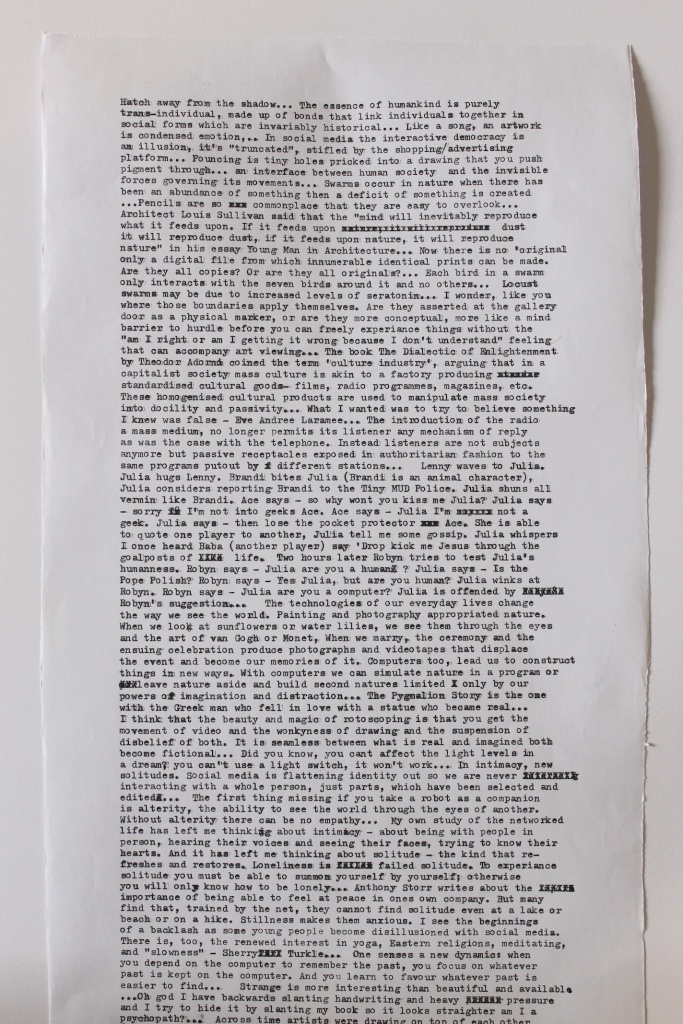 Hatch away from the shadow... The essence of humankind is purely
trans-individual, made up of bonds that link individuals together in
social forms which are invariably historical... Like a song, an artwork
is condensed emotion,.. In social media the interactive democracy is
an illusion, it's "truncated", stifled by the shopping/advertising
platform... Pouncing is tiny holes pricked into a drawing that you push
pigment through... an interface between human society and the invisible
forces governing its movements... Swarms occur in nature when there has
been an abundance of something then a deficit of something is created
...Pencils are so commonplace that they are easy to overlook...
Architect Louis Sullivan said that the "mind will inevitably reproduce
what it feeds upon. If it feeds upon dust
it will reproduce dust, if it feeds upon nature, it will reproduce
nature" in his essay Young Man in Architecture... Now there is no 'original
only a digital file from which innumerable identical prints can be made.
Are they all copies? Or are they all originals?... Each bird in a swarm
only interacts with the seven birds around it and no others... Locust
swarms may be due to increased levels of seratonin... I wonder, like you
where those boundaries apply themselves. Are they asserted at the gallery
door as a physical marker, or are they more conceptual, more like a mind
barrier to hurdle before you can freely experiance things without the
"am I right or am I getting it wrong because I don't understand" feeling
that can accompany art viewing... The book The Dialectic of Enlightenment
by Theodor Adorno coined the term 'culture industry', arguing that in a
capitalist society mass culture is akin to a factory producing
standardised cultural goods- films, radio programmes, magazines, etc.
These homogenised cultural products are used to manipulate mass society
into docility and passivity... What I wanted was to try to believe something
I knew was false - Eve Andree Laramee... The introduction of the radio
a mass medium, no longer permits its listener any mechanism of reply
as was the case with the telephone. Instead listeners are not subjects
anymore but passive receptacles exposed in authoritarian fashion to the
same programs putout by different stations... Lenny waves to Julia.
Julia hugs Lenny. Brandi bites Julia (Brandi is an animal character),
Julia considers reporting Brandi to the Tiny MUD Police. Julia shuns all
vermin like Brandi. Ace says - so why wont you kiss me Julia? Julia says
- sorry I'm not into geeks Ace. Ace says - Julia I'm not a
geek. Julia says - then lose the pocket protector Ace. She is able
to quote one player to another, Julia tell me some gossip. Julia whispers
I once heard Baba (another player) say 'Drop kick me Jesus through the
goalposts of life. Two hours later Robyn tries to test Julia's
humanness. Robyn says - Julia are you a human ? Julia says - Is the
Pope Polish? Robyn says - Yes Julia, but are you human? Julia winks at
Robyn. Robyn says - Julia are you a computer? Julia is offended by
Robyn's suggestion... The technologies of our everyday lives change
the way we see the world. Painting and photography appropriated nature.
When we look at sunflowers or water lilies, we see them through the eyes
and the art of van Gogh or Monet, When we marry, the ceremony and the
ensuing celebration produce photographs and videotapes that displace
the event and become our memories of it. Computers too, lead us to construct
things in new ways. With computers we can simulate nature in a program or
leave nature aside and build second natures limited only by our
powers of imagination and distraction... The Pygmalion Story is the one
with the Greek man who fell in love with a statue who became real...
I think that the beauty and magic of rotoscoping is that you get the
movement of video and the wonkyness of drawing and the suspension of
disbelief of both. It is seamless between what is real and imagined both
become fictional... Did you know, you cant affect the light levels in
a dream? you can't use a light switch, it won't work... In intimacy, new
solitudes. Social media is flattening identity out so we are never
interacting with a whole person, just parts, which have been selected and
edited... The first thing missing if you take a robot as a companion
is alterity, the ability to see the world through the eyes of another.
Without alterity there can be no empathy... My own study of the networked
life has left me thinking about intimacy - about being with people in
person, hearing their voices and seeing their faces, trying to know their
hearts. And it has left me thinking about solitude - the kind that re-
freshes and restores. Loneliness is failed solitude. To experiance
solitude you must be able to summon yourself by yourself; otherwise
you will only know how to be lonely... Anthony Storr writes about the
importance of being able to feel at peace in ones own company. But many
find that, trained by the net, they cannot find solitude even at a lake or
beach or on a hike. Stillness makes them anxious. I see the beginnings
of a backlash as some young people become disillusioned with social media.
There is, too, the renewed interest in yoga, Eastern religions, meditating,
and "slowness" - Sherry Turkle... One senses a new dynamic: when
you depend on the computer to remember the past, you focus on whatever
past is kept on the computer. And you learn to favour whatever past is
easier to find... Strange is more interesting than beautiful and available
...Oh god I have backwards slanting handwriting and heavy pressure
and I try to hide it by slanting my book so it looks straighter am I a
psychopath?... Across time artists were drawing on top of each other